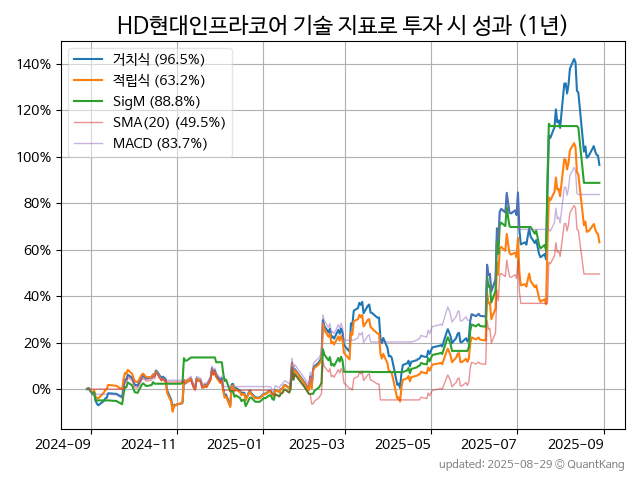 HD현대인프라코어 기술 지표로 투자 시 성과 (1년)
거치식 (96.5%)
적립식 (63.2%)
SigM (88.8%)
SMA(20) (49.5%)
MACD (83.7%)
140%
120%
100%
80%
60%
40%
20%
0%
2024-09
2024-11
2025-01
2025-03
2025-05
2025-07
2025-09
updated: 2025-08-29 © QuantKang